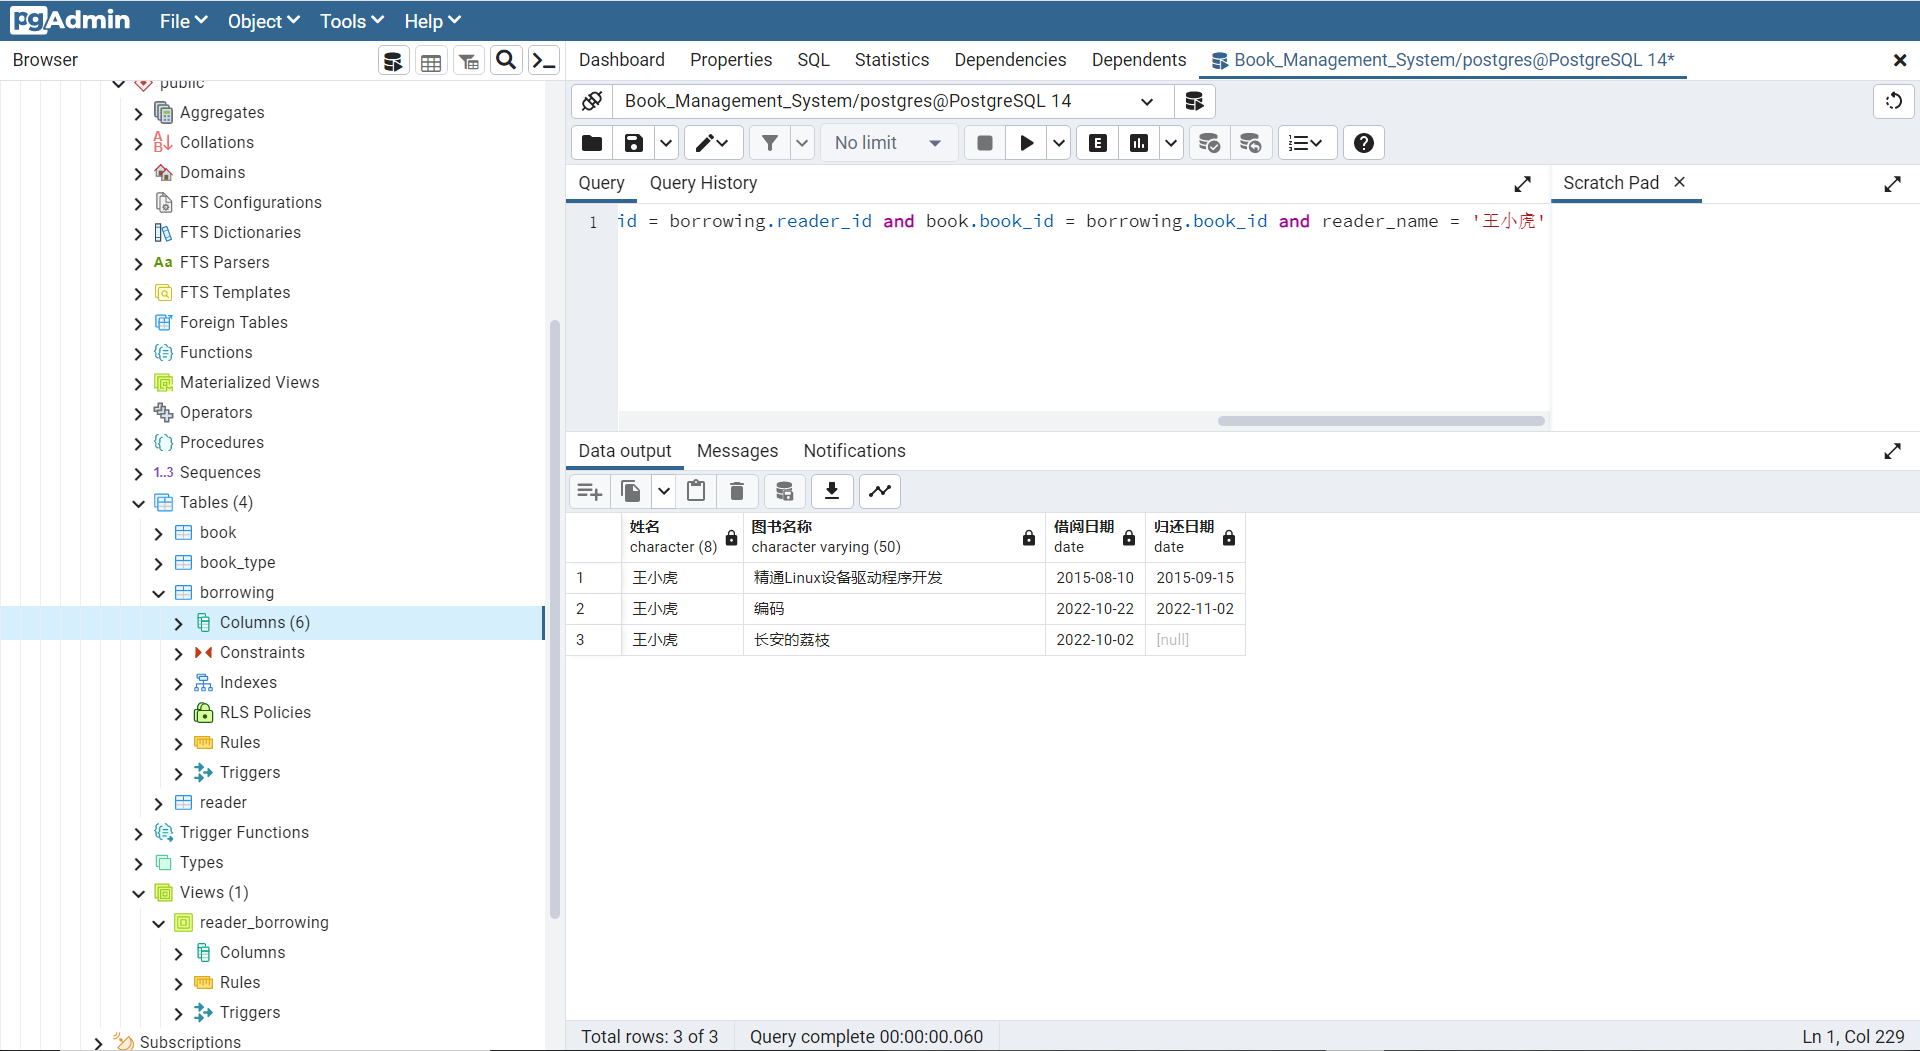 pgAdmin File Object Tools Help
Browser
Dashboard Properties SQL Statistics Dependencies Dependents Book_Management_System/postgres@PostgreSQL 14*
public
Aggregates
Collations
Domains
FTS Configurations
FTS Dictionaries
FTS Parsers
FTS Templates
Foreign Tables
Functions
Materialized Views
Operators
Procedures
1..3 Sequences
Tables (4)
book
book_type
borrowing
Columns (6)
Constraints
Indexes
RLS Policies
Rules
Triggers
reader
Trigger Functions
Types
Views (1)
reader_borrowing
Columns
Rules
Triggers
Subscriptions
Book_Management_System/postgres@PostgreSQL 14
No limit
E
Query Query History
Scratch Pad
1 id = borrowing.reader_id and book.book_id = borrowing.book_id and reader_name = '王小虎'
Data output Messages Notifications
姓名 图书名称 借阅日期 归还日期
character (8) character varying (50) date date
1 王小虎 精通Linux设备驱动程序开发 2015-08-10 2015-09-15
2 王小虎 编码 2022-10-22 2022-11-02
3 王小虎 长安的荔枝 2022-10-02 [null]
Total rows: 3 of 3 Query complete 00:00:00.060 Ln 1, Col 229